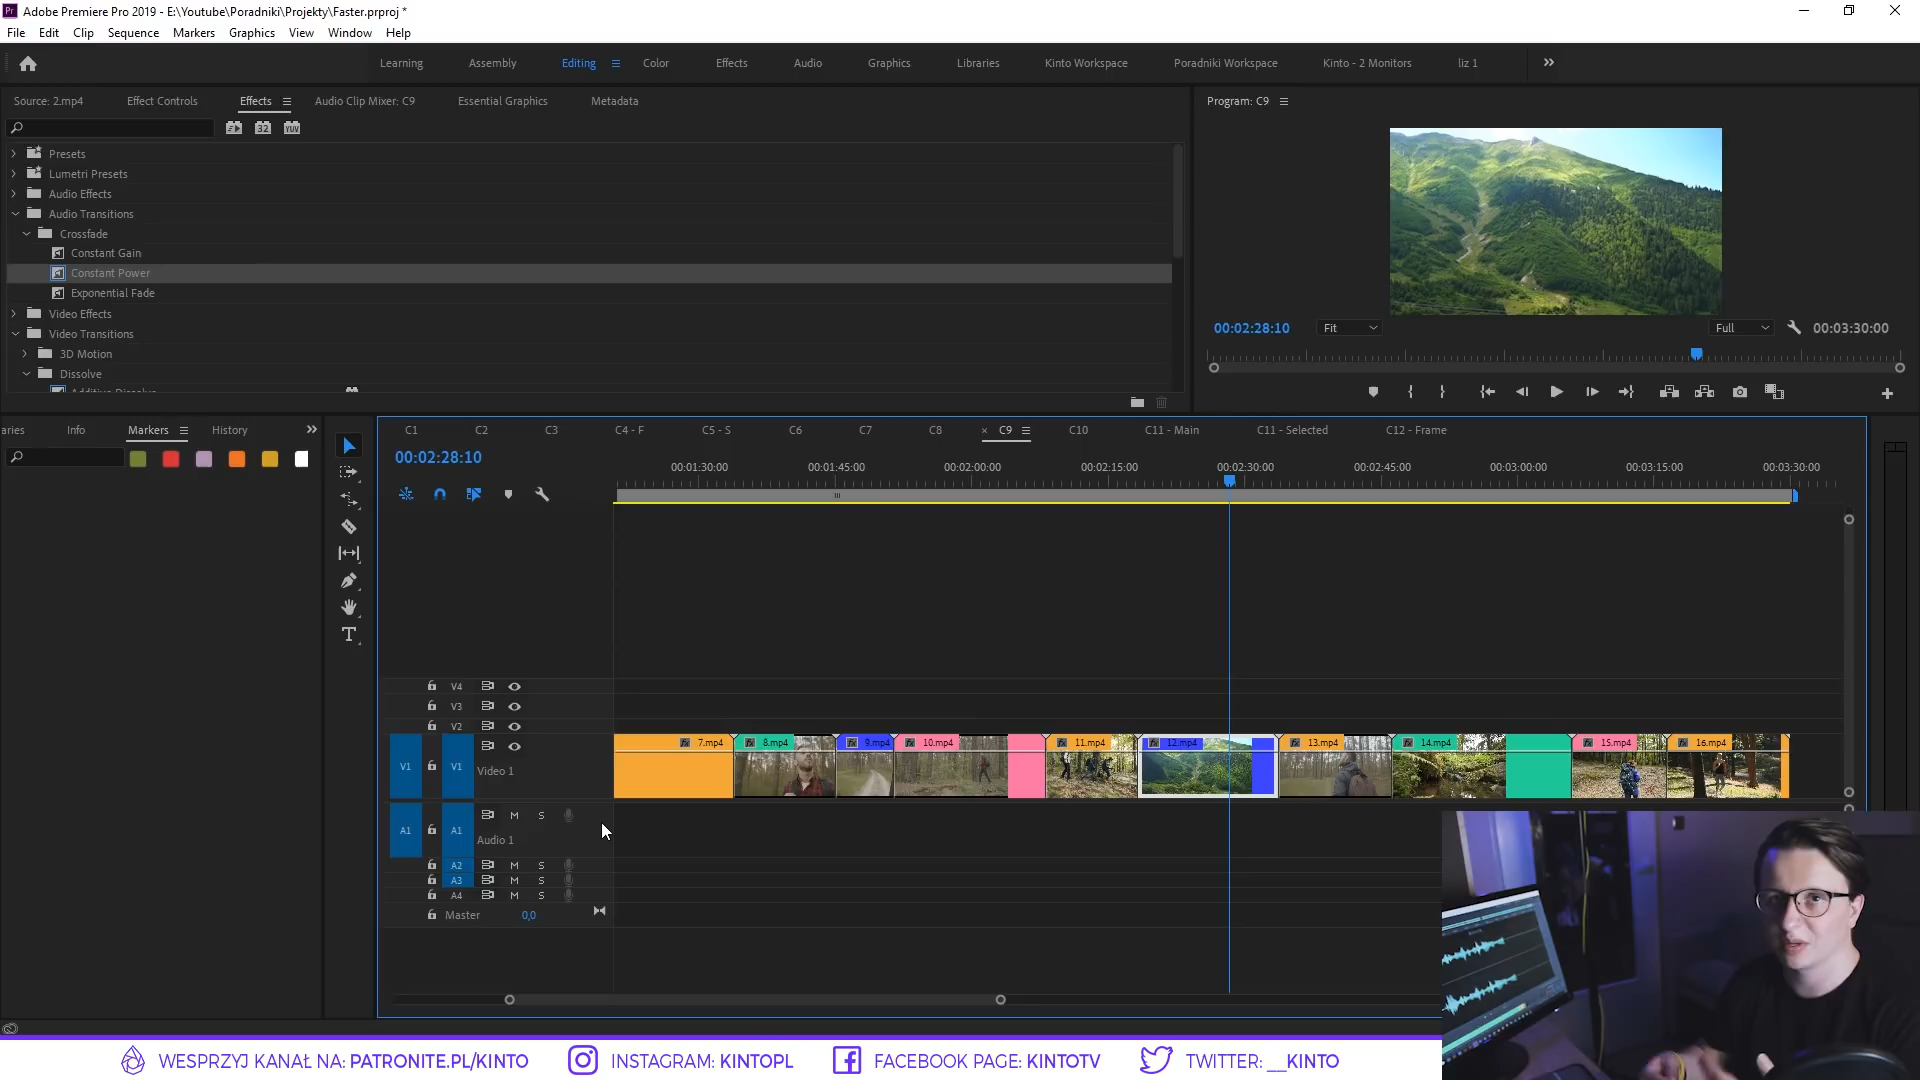 Adobe Premiere Pro 2019 - E:\Youtube\Poradniki\Projekty\Faster.prproj *
File Edit Clip Sequence Markers Graphics View Window Help
Learning Assembly Editing Color Effects Audio Graphics Libraries Kinto Workspace Poradniki Workspace Kinto - 2 Monitors liz 1
Source: 2.mp4 Effect Controls Effects Audio Clip Mixer: C9 Essential Graphics Metadata
Program: C9
32 YUV
Presets
Lumetri Presets
Audio Effects
Audio Transitions
Crossfade
Constant Gain
Constant Power
Exponential Fade
Video Effects
Video Transitions
3D Motion
Dissolve
Additive Dissolve
00:02:28:10 Fit Full 00:03:30:00
aries Info Markers History
C1 C2 C3 C4 - F C5 - S C6 C7 C8 × C9 C10 C11 - Main C11 - Selected C12 - Frame
00:02:28:10
00:01:30:00 00:01:45:00 00:02:00:00 00:02:15:00 00:02:30:00 00:02:45:00 00:03:00:00 00:03:15:00 00:03:30:00
T
V4
V3
V2
7.mp4 8.mp4 9.mp4 10.mp4 11.mp4 12.mp4 13.mp4 14.mp4 15.mp4 16.mp4
V1 V1 Video 1
M S
A1 A1 Audio 1
A2 M S
A3 M S
A4 M S
Master 0,0
WESPRZYJ KANAŁ NA: PATRONITE.PL/KINTO INSTAGRAM: KINTOPL FACEBOOK PAGE: KINTOTV TWITTER: __KINTO